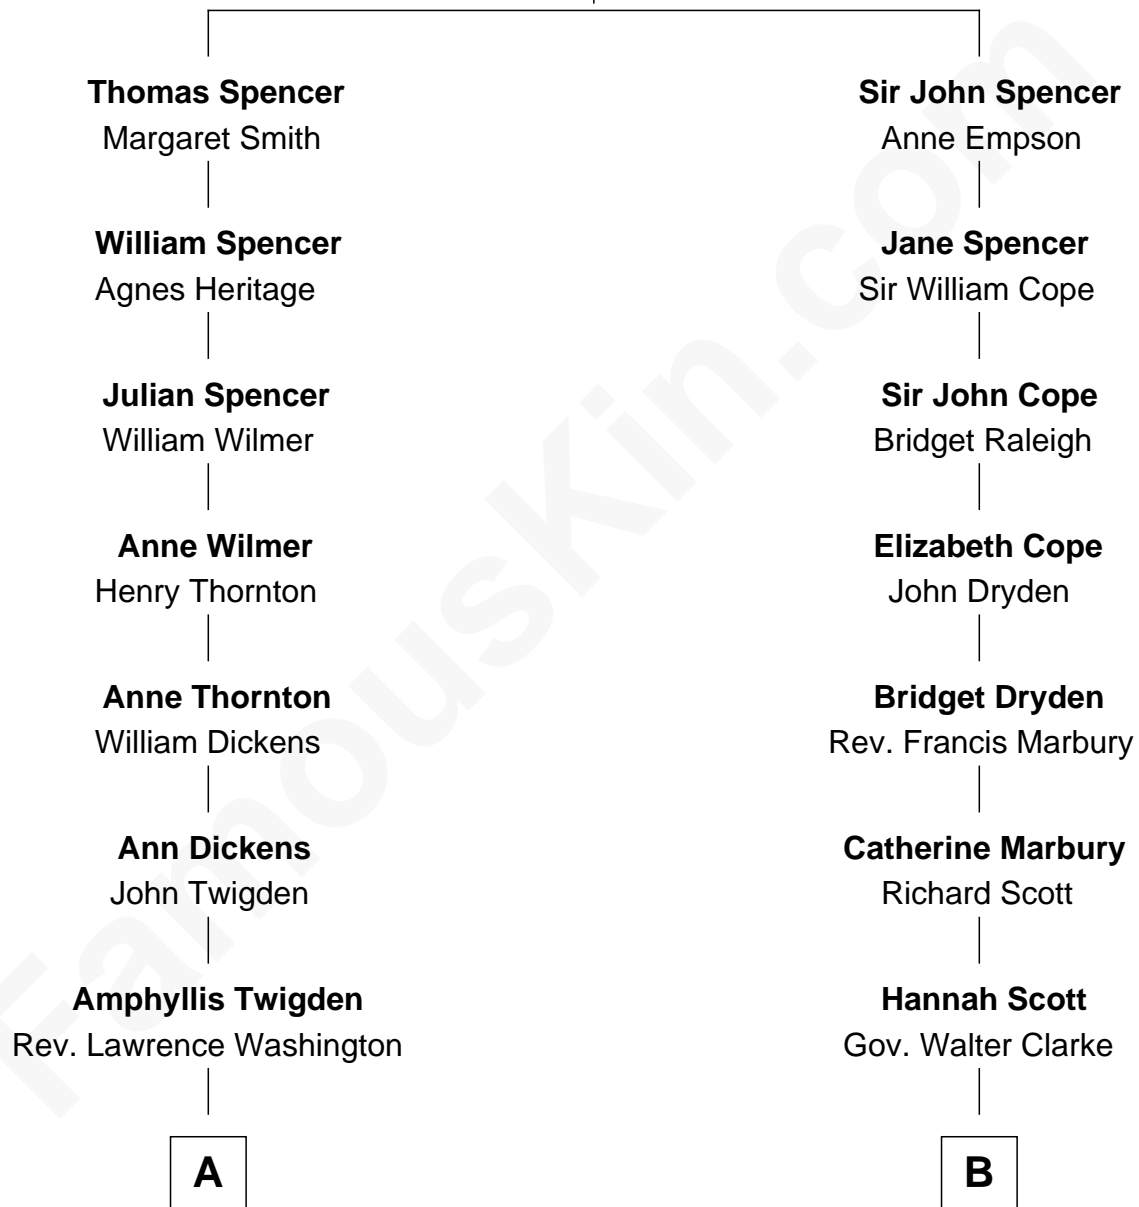 Thomas Spencer
Margaret Smith
William Spencer
Agnes Heritage
Julian Spencer
William Wilmer
Anne Wilmer
Henry Thornton
Anne Thornton
William Dickens
Ann Dickens
John Twigden
Amphyllis Twigden
Rev. Lawrence Washington
A
Sir John Spencer
Anne Empson
Jane Spencer
Sir William Cope
Sir John Cope
Bridget Raleigh
Elizabeth Cope
John Dryden
Bridget Dryden
Rev. Francis Marbury
Catherine Marbury
Richard Scott
Hannah Scott
Gov. Walter Clarke
B
FamousKin.com